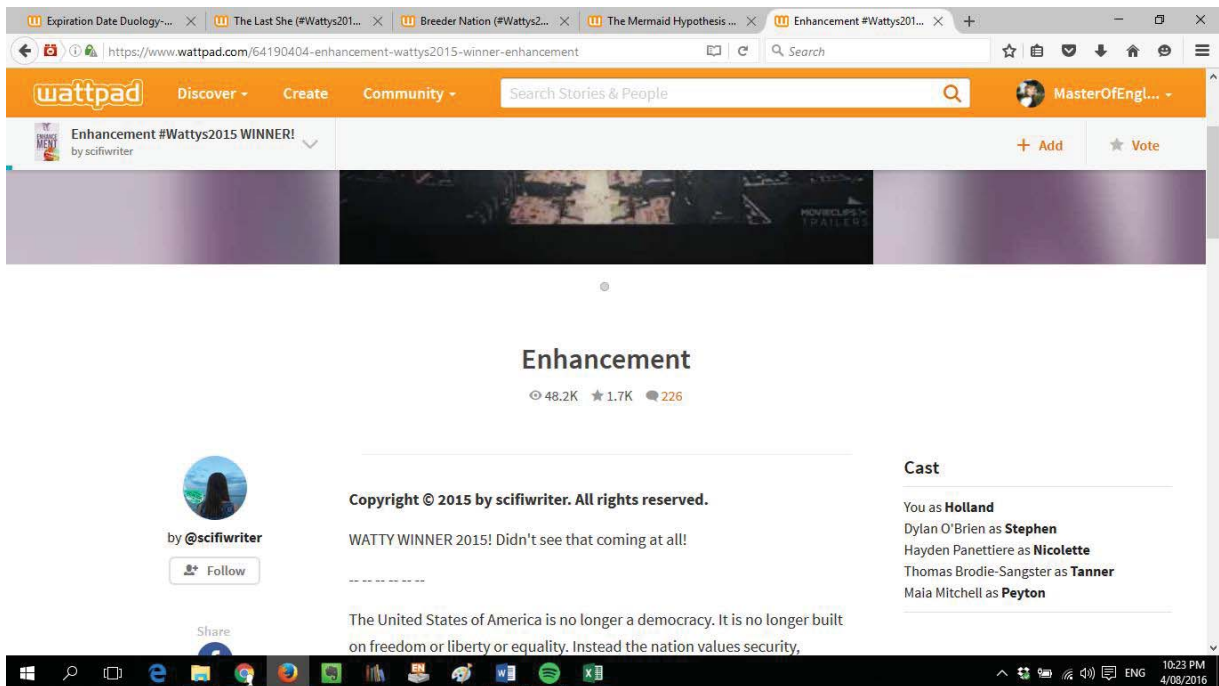 Expiration Date Duology-...
The Last She (#Wattys201...
Breeder Nation (#Wattys2...
The Mermaid Hypothesis ...
Enhancement #Wattys201...
https://www.wattpad.com/64190404-enhancement-wattys2015-winner-enhancement
Search
wattpad
Discover
Create
Community
Search Stories & People
MasterOfEngl...
ENHANCE
MENT
Enhancement #Wattys2015 WINNER!
by scifiwriter
+ Add
Vote
MOVIECLIPS
TRAILERS
Enhancement
48.2K 1.7K 226
by @scifiwriter
Follow
Share
Copyright © 2015 by scifiwriter. All rights reserved.
WATTY WINNER 2015! Didn't see that coming at all!
-- -- -- -- -- --
The United States of America is no longer a democracy. It is no longer built
on freedom or liberty or equality. Instead the nation values security,
Cast
You as Holland
Dylan O'Brien as Stephen
Hayden Panettiere as Nicolette
Thomas Brodie-Sangster as Tanner
Maia Mitchell as Peyton
EN
ENG
10:23 PM
4/08/2016